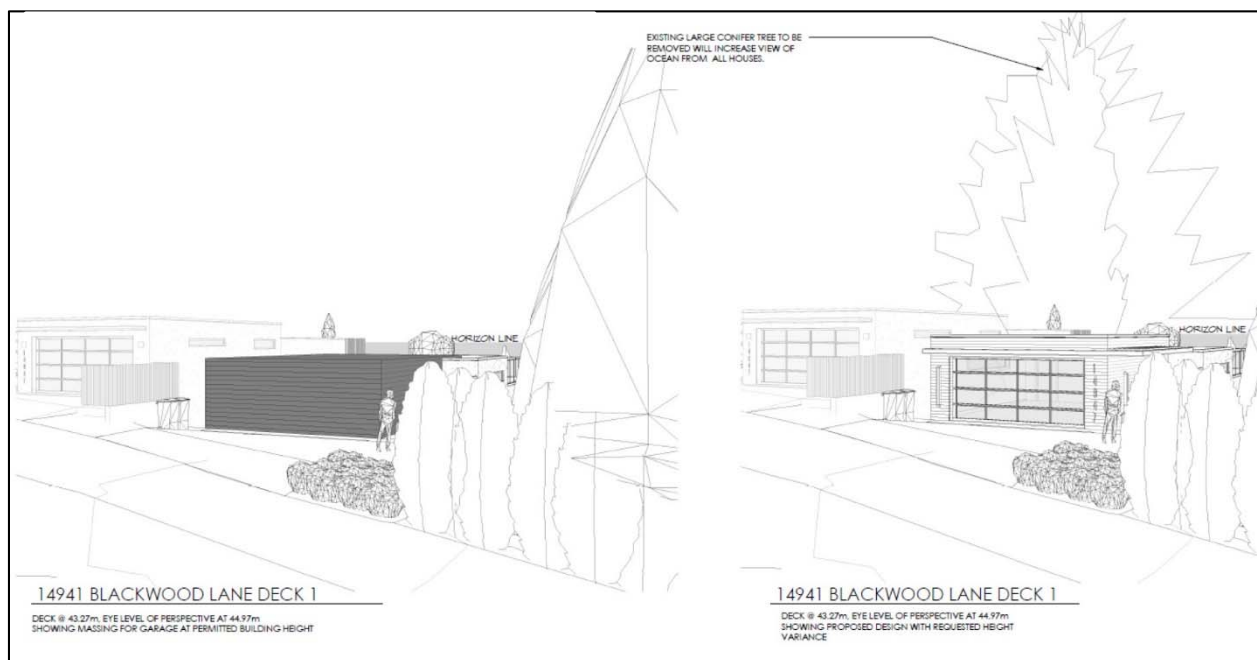 EXISTING LARGE CONIFER TREE TO BE
REMOVED WILL INCREASE VIEW OF
OCEAN FROM ALL HOUSES.
HORIZON LINE
HORIZON LINE
14941 BLACKWOOD LANE DECK 1
DECK @ 43.27m, EYE LEVEL OF PERSPECTIVE AT 44.97m
SHOWING MASSING FOR GARAGE AT PERMITTED BUILDING HEIGHT
14941 BLACKWOOD LANE DECK 1
DECK @ 43.27m, EYE LEVEL OF PERSPECTIVE AT 44.97m
SHOWING PROPOSED DESIGN WITH REQUESTED HEIGHT
VARIANCE